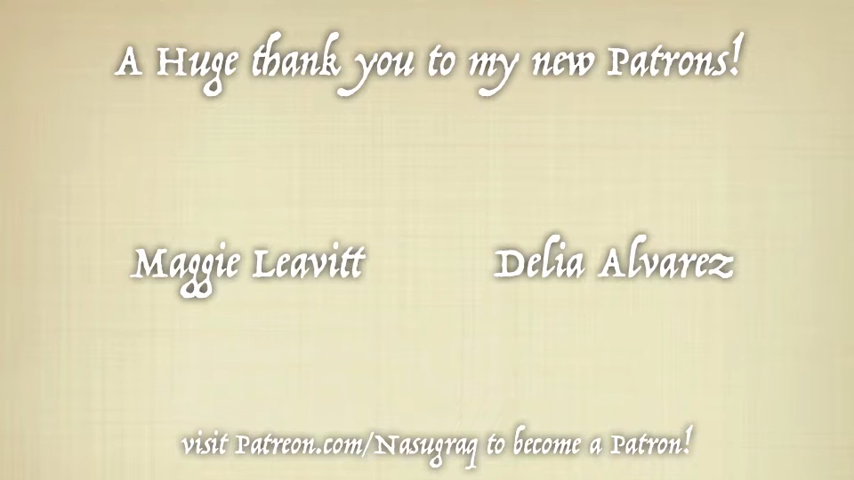 A Huge thank you to my new Patrons!
Maggie Leavitt
Delia Alvarez
visit Patreon.com/Nasugraq to become a Patron!